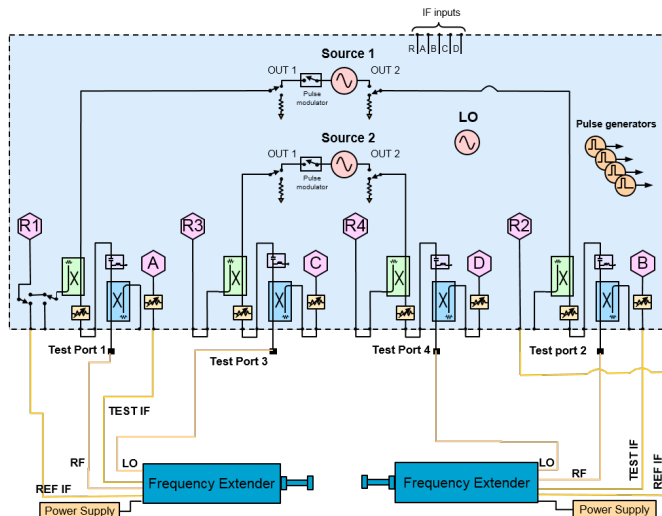 IF inputs
R A B C D
Source 1
OUT 1
OUT 2
Pulse
modulator
LO
Pulse generators
Source 2
OUT 1
OUT 2
Pulse
modulator
R1
R3
R4
R2
A
C
D
B
Test Port 1
Test Port 3
Test Port 4
Test port 2
TEST IF
RF
LO
REF IF
Frequency Extender
Power Supply
LO
RF
TEST IF
REF IF
Frequency Extender
Power Supply